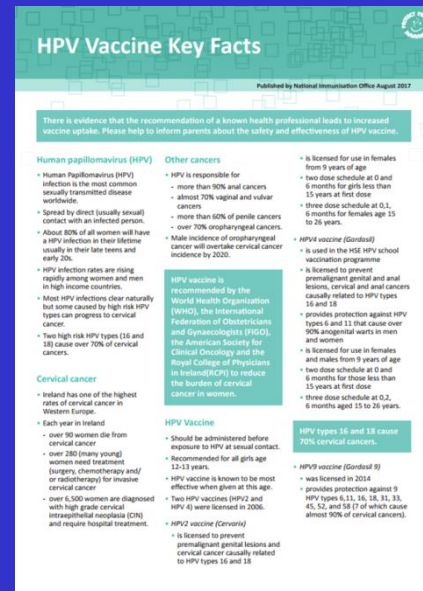 HPV Vaccine Key Facts
Published by National Immunisation Office August 2017
There is evidence that the recommendation of a known health professional leads to increased
vaccine uptake. Please help to inform parents about the safety and effectiveness of HPV vaccine.
Human papillomavirus (HPV)
• Human Papillomavirus (HPV)
infection is the most common
sexually transmitted disease
worldwide.
• Spread by direct (usually sexual)
contact with an infected person.
• About 80% of all women will have
a HPV infection in their lifetime
usually in their late teens and
early 20s.
• HPV infection rates are rising
rapidly among women and men
in high income countries.
• Most HPV infections clear naturally
but some caused by high risk HPV
types can progress to cervical
cancer.
• Two high risk HPV types (16 and
18) cause over 70% of cervical
cancers.
Cervical cancer
• Ireland has one of the highest
rates of cervical cancer in
Western Europe.
• Each year in Ireland
- over 90 women die from
cervical cancer
- over 280 (many young)
women need treatment
(surgery, chemotherapy and/
or radiotherapy) for invasive
cervical cancer
- over 6,500 women are diagnosed
with high grade cervical
intraepithelial neoplasia (CIN)
and require hospital treatment.
Other cancers
• HPV is responsible for
- more than 90% anal cancers
- almost 70% vaginal and vulvar
cancers
- more than 60% of penile cancers
- over 70% oropharyngeal cancers.
• Male incidence of oropharyngeal
cancer will overtake cervical cancer
incidence by 2020.
HPV vaccine is
recommended by the
World Health Organization
(WHO), the International
Federation of Obstetricians
and Gynaecologists (FIGO),
the American Society for
Clinical Oncology and the
Royal College of Physicians
in Ireland(RCPI) to reduce
the burden of cervical
cancer in women.
HPV Vaccine
• Should be administered before
exposure to HPV at sexual contact.
• Recommended for all girls age
12-13 years.
• HPV vaccine is known to be most
effective when given at this age.
• Two HPV vaccines (HPV2 and
HPV 4) were licensed in 2006.
• HPV2 vaccine (Cervarix)
• is licensed to prevent
premalignant genital lesions and
cervical cancer causally related
to HPV types 16 and 18
• is licensed for use in females
from 9 years of age
• two dose schedule at 0 and
6 months for girls less than
15 years at first dose
• three dose schedule at 0,1,
6 months for females age 15
to 26 years.
• HPV4 vaccine (Gardasil)
• is used in the HSE HPV school
vaccination programme
• is licensed to prevent
premalignant genital and anal
lesions, cervical and anal cancers
causally related to HPV types
16 and 18
• provides protection against HPV
types 6 and 11 that cause over
90% anogenital warts in men
and women
• is licensed for use in females
and males from 9 years of age
• two dose schedule at 0 and
6 months for those less than
15 years at first dose
• three dose schedule at 0,2,
6 months aged 15 to 26 years.
HPV types 16 and 18 cause
70% cervical cancers.
• HPV9 vaccine (Gardasil 9)
• was licensed in 2014
• provides protection against 9
HPV types 6,11, 16, 18, 31, 33,
45, 52, and 58 (7 of which cause
almost 90% of cervical cancers).